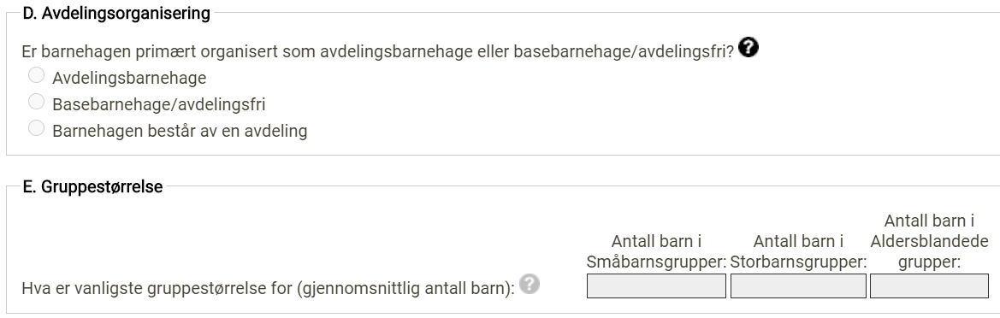 D. Avdelingsorganisering
Er barnehagen primært organisert som avdelingsbarnehage eller basebarnehage/avdelingsfri? ?
Avdelingsbarnehage
Basebarnehage/avdelingsfri
Barnehagen består av en avdeling
E. Gruppestørrelse
Antall barn i Småbarnsgrupper:
Antall barn i Storbarnsgrupper:
Antall barn i Aldersblandede grupper:
Hva er vanligste gruppestørrelse for (gjennomsnittlig antall barn): ?